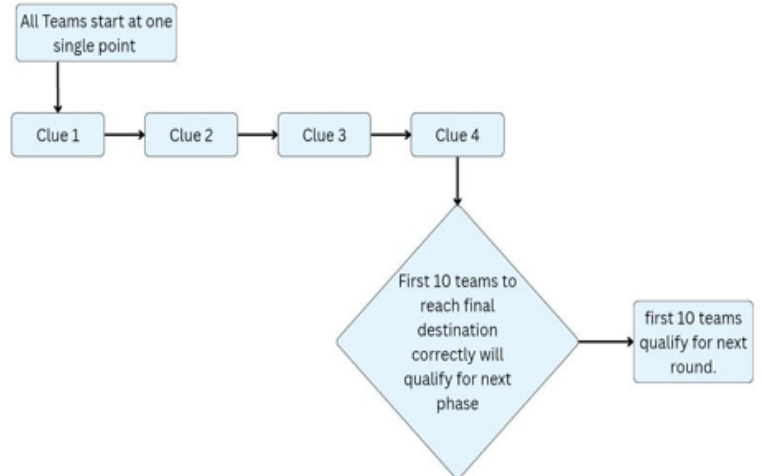 All Teams start at one
single point
Clue 1
Clue 2
Clue 3
Clue 4
First 10 teams to
reach final
destination
correctly will
qualify for next
phase
first 10 teams
qualify for next
round.